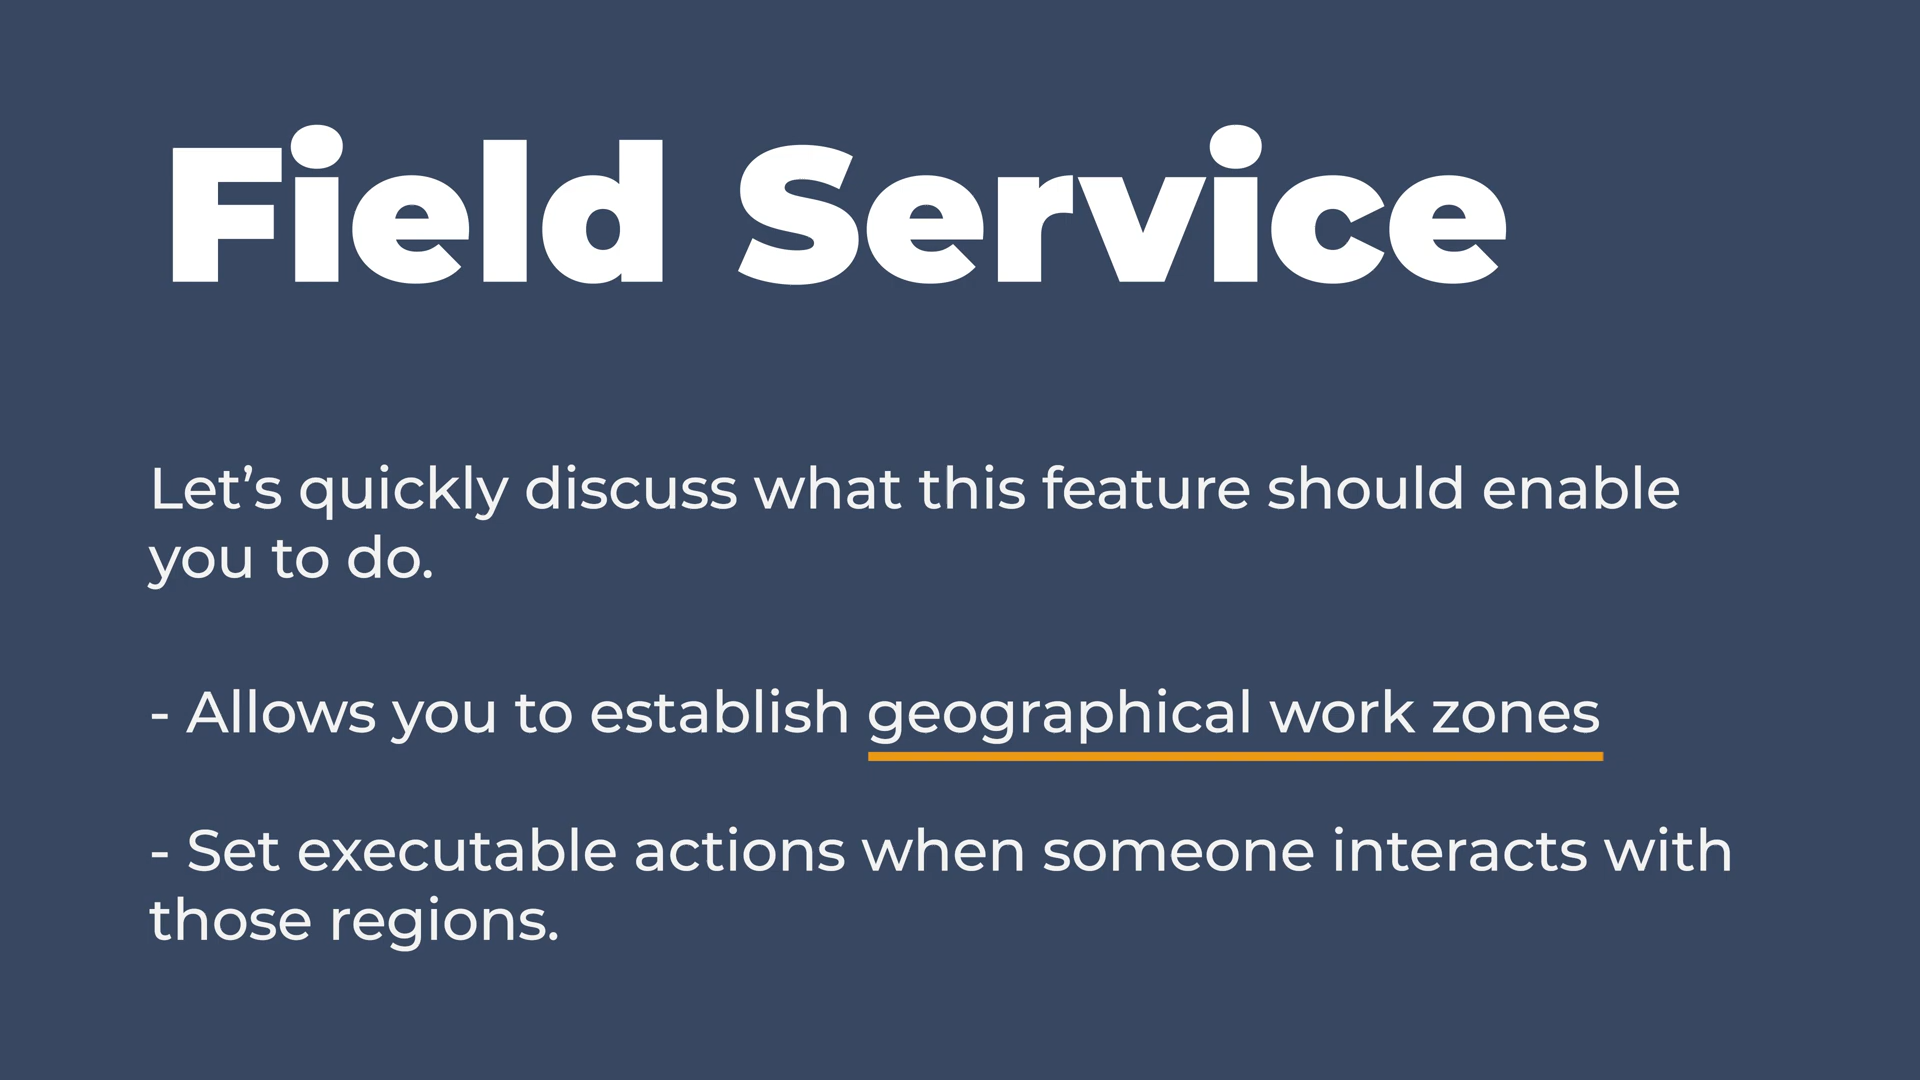 Field Service
Let’s quickly discuss what this feature should enable
you to do.
- Allows you to establish geographical work zones
- Set executable actions when someone interacts with
those regions.